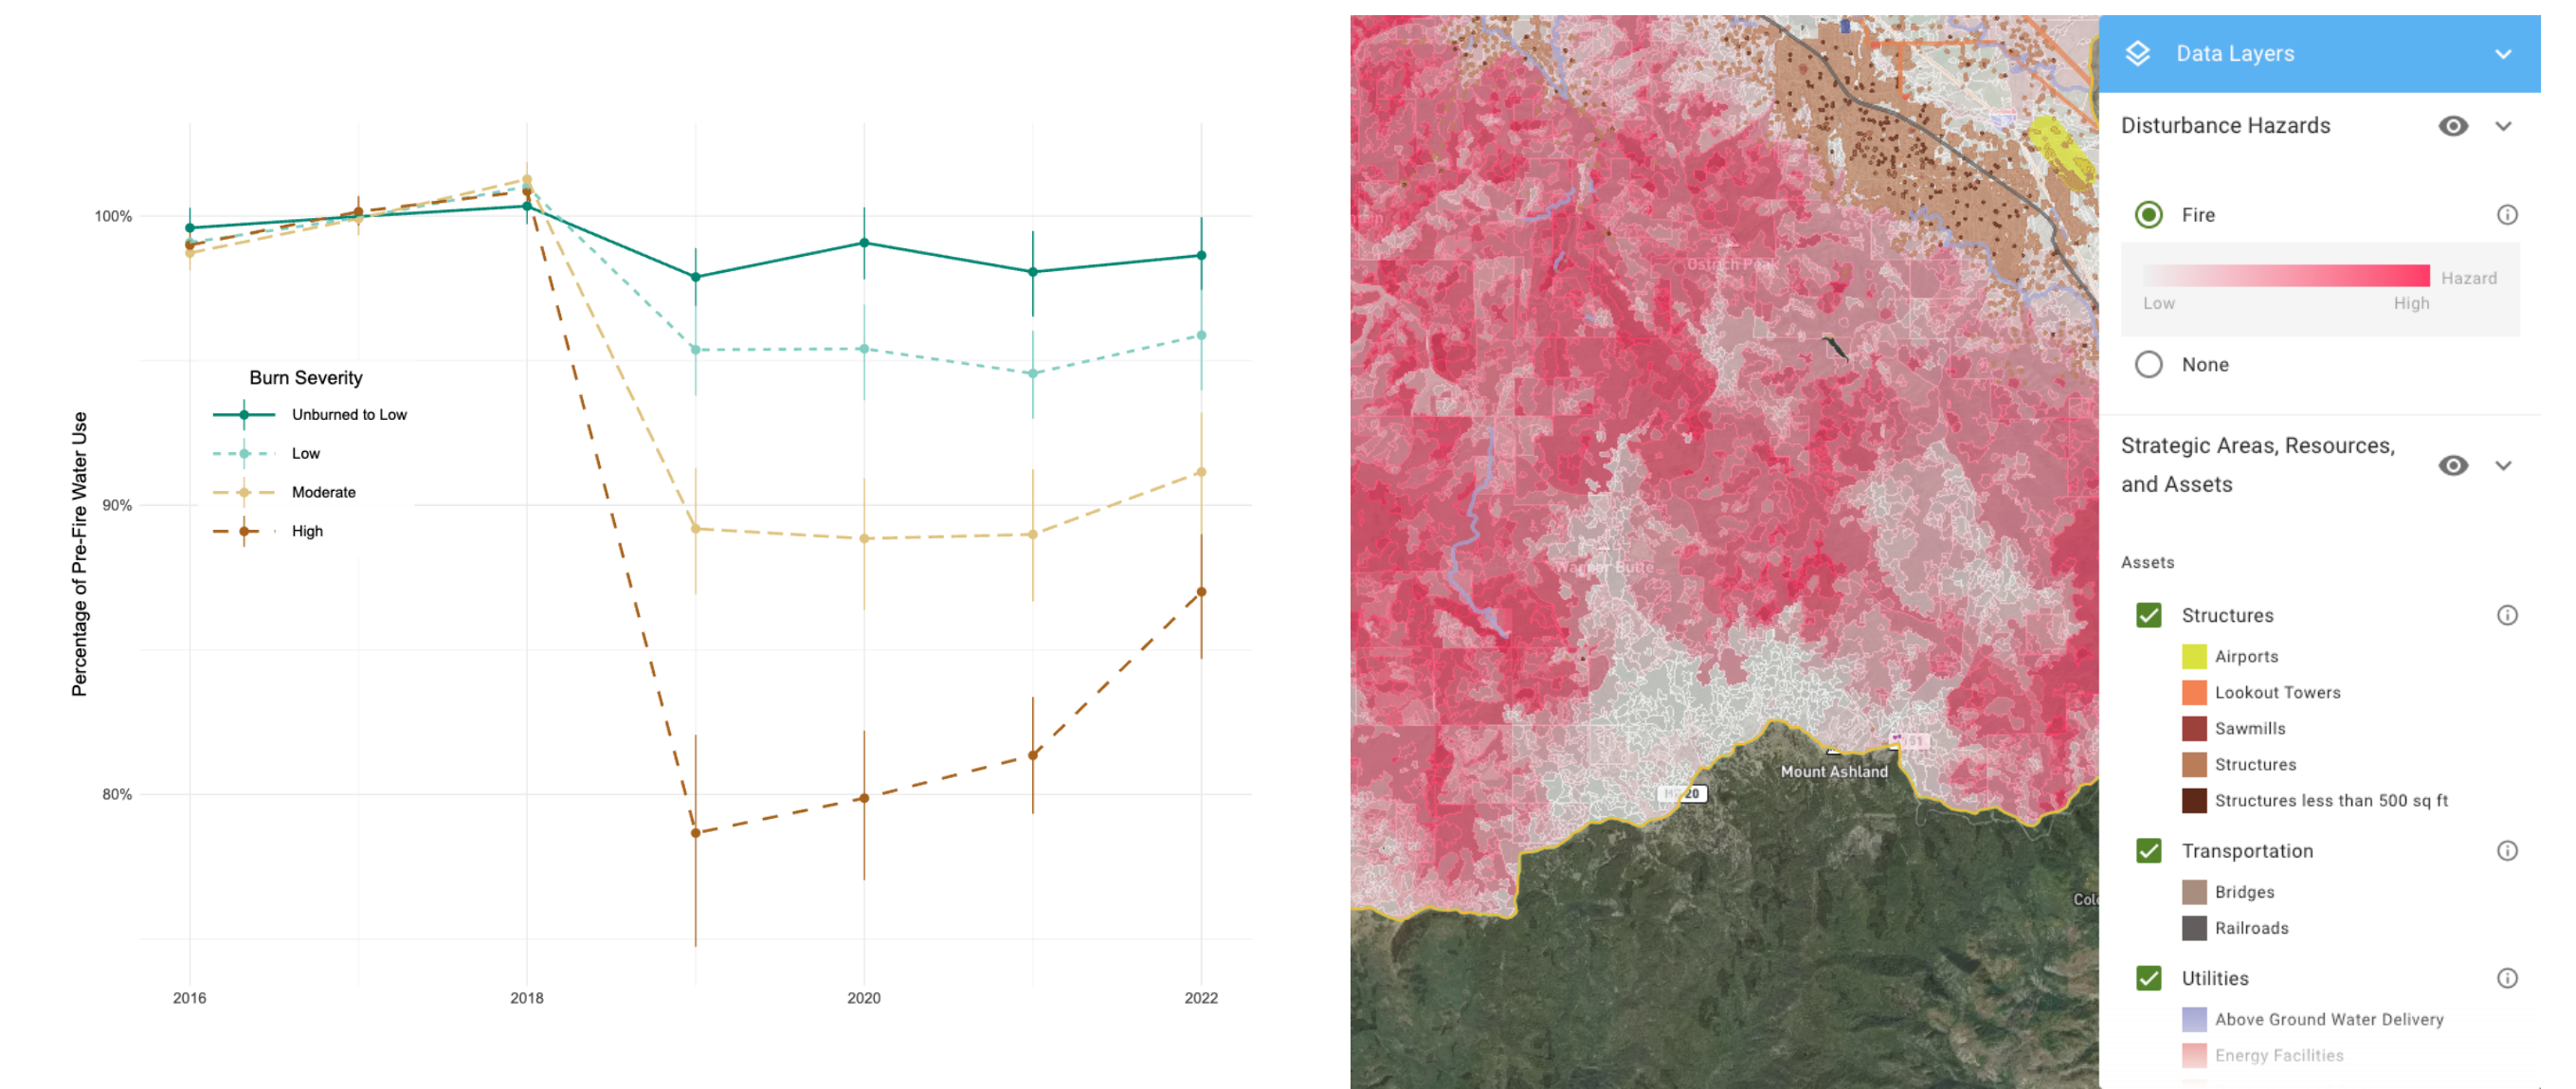 Percentage of Pre-Fire Water Use
100%
90%
80%
Burn Severity
Unburned to Low
Low
Moderate
High
2016
2018
2020
2022
Ostrich Peak
Wagner Butte
Mount Ashland
20
Data Layers
Disturbance Hazards
Fire
Hazard
Low
High
None
Strategic Areas, Resources,
and Assets
Assets
Structures
Airports
Lookout Towers
Sawmills
Structures
Structures less than 500 sq ft
Transportation
Bridges
Railroads
Utilities
Above Ground Water Delivery
Energy Facilities